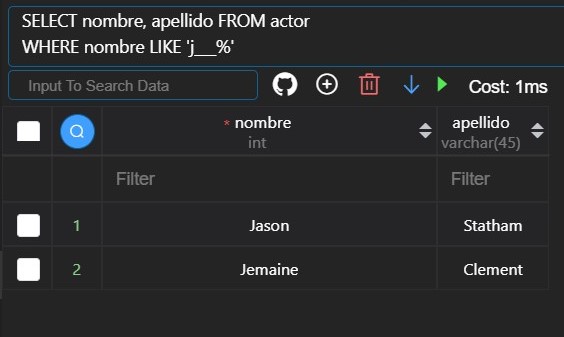 SELECT nombre, apellido FROM actor
WHERE nombre LIKE 'j___%'
Input To Search Data
Cost: 1ms
* nombre
int
apellido
varchar(45)
Filter
Filter
1 Jason Statham
2 Jemaine Clement